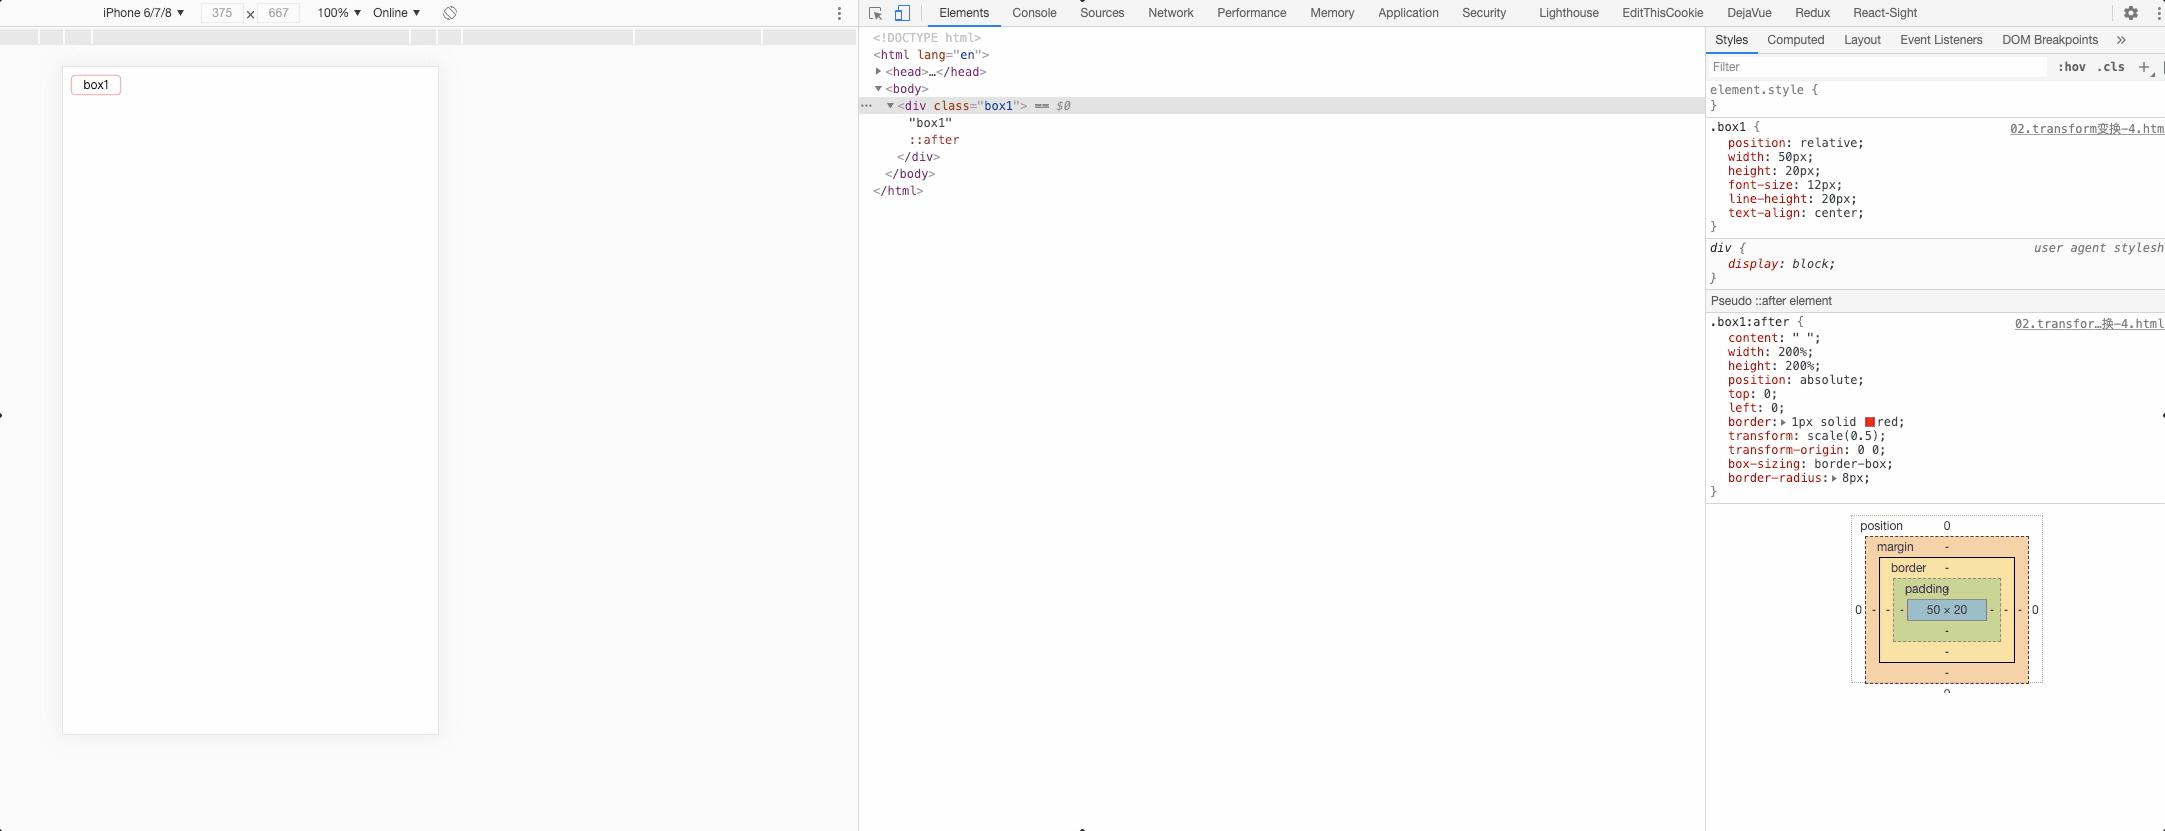 iPhone 6/7/8 ▼ 375 × 667 100% ▼ Online ▼
box1
Elements Console Sources Network Performance Memory Application Security Lighthouse EditThisCookie DejaVue Redux React-Sight
<!DOCTYPE html>
<html lang="en">
▶<head>…</head>
▼<body>
… ▼<div class="box1"> == $0
"box1"
::after
</div>
</body>
</html>
Styles Computed Layout Event Listeners DOM Breakpoints »
Filter :hov .cls +
element.style {
}
.box1 { 02.transform变换-4.htm
position: relative;
width: 50px;
height: 20px;
font-size: 12px;
line-height: 20px;
text-align: center;
}
div { user agent stylesh
display: block;
}
Pseudo ::after element
.box1:after { 02.transfor…换-4.html
content: " ";
width: 200%;
height: 200%;
position: absolute;
top: 0;
left: 0;
border:▶ 1px solid red;
transform: scale(0.5);
transform-origin: 0 0;
box-sizing: border-box;
border-radius:▶ 8px;
}
position 0
margin -
border -
padding -
0 - - - 50 × 20 - - - 0
-
-
-
0